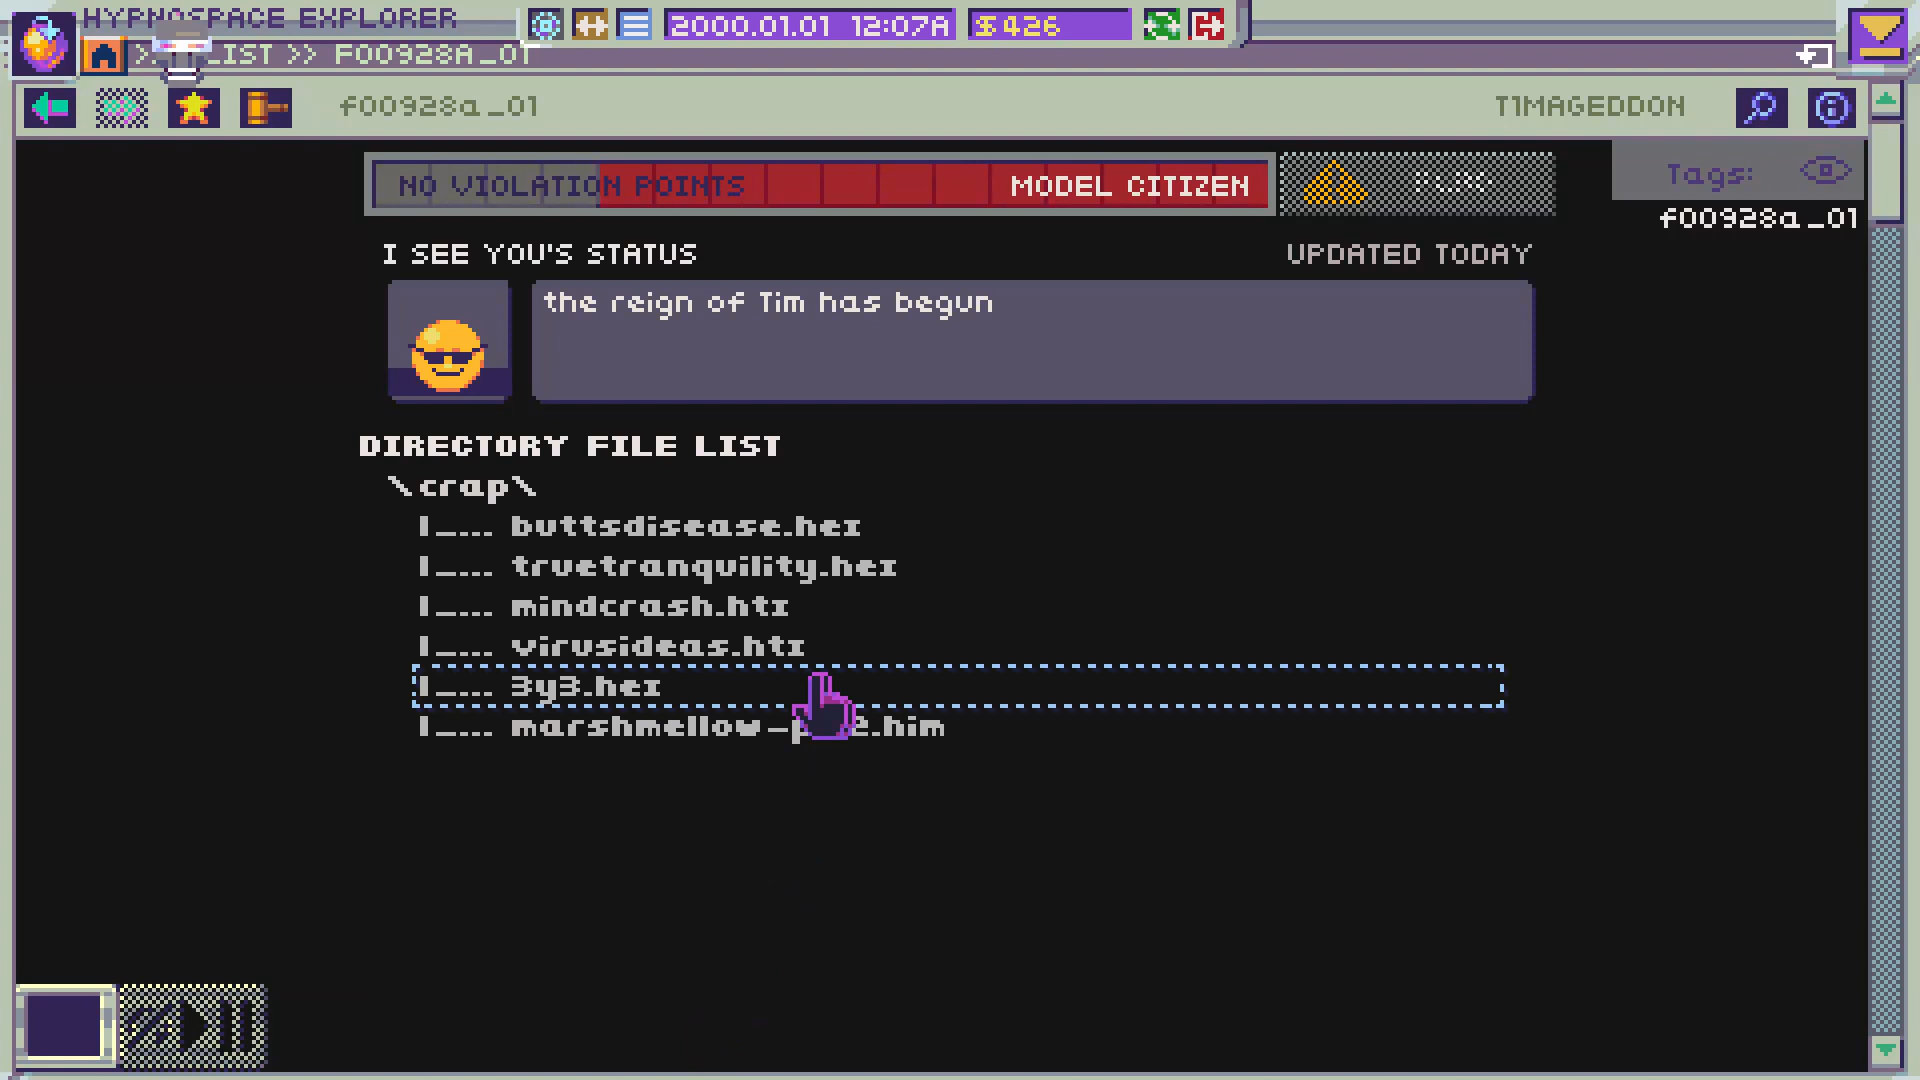 HYPNOSPACE EXPLORER
2000.01.01 12:07A
$426
LIST >> F00928A_01
f00928a_01
T1MAGEDDON
NO VIOLATION POINTS
MODEL CITIZEN
Tags:
f00928a_01
I SEE YOU'S STATUS
UPDATED TODAY
the reign of Tim has begun
DIRECTORY FILE LIST
\crap\
|_... buttsdisease.hex
|_... truetranquility.hex
|_... mindcrash.htx
|_... virusideas.htx
|_... 3y3.hex
|_... .him